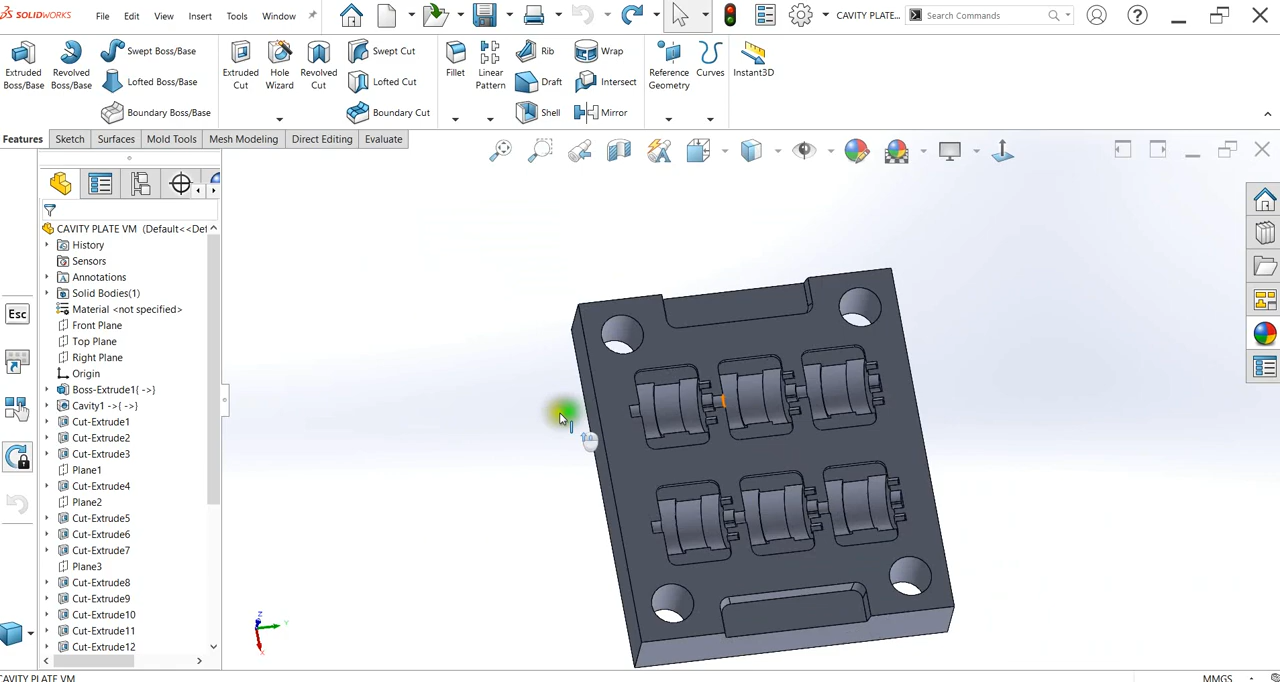 SOLIDWORKS File Edit View Insert Tools Window CAVITY PLATE... Search Commands
Extruded Boss/Base
Revolved Boss/Base
Swept Boss/Base
Lofted Boss/Base
Boundary Boss/Base
Extruded Cut
Hole Wizard
Revolved Cut
Swept Cut
Lofted Cut
Boundary Cut
Fillet
Linear Pattern
Rib
Draft
Shell
Wrap
Intersect
Mirror
Reference Geometry
Curves
Instant3D
Features Sketch Surfaces Mold Tools Mesh Modeling Direct Editing Evaluate
CAVITY PLATE VM (Default<<Def
History
Sensors
Annotations
Solid Bodies(1)
Material <not specified>
Front Plane
Top Plane
Right Plane
Origin
Boss-Extrude1{ ->}
Cavity1 ->{ ->}
Cut-Extrude1
Cut-Extrude2
Cut-Extrude3
Plane1
Cut-Extrude4
Plane2
Cut-Extrude5
Cut-Extrude6
Cut-Extrude7
Plane3
Cut-Extrude8
Cut-Extrude9
Cut-Extrude10
Cut-Extrude11
Cut-Extrude12
Esc
CAVITY PLATE VM
MMGS